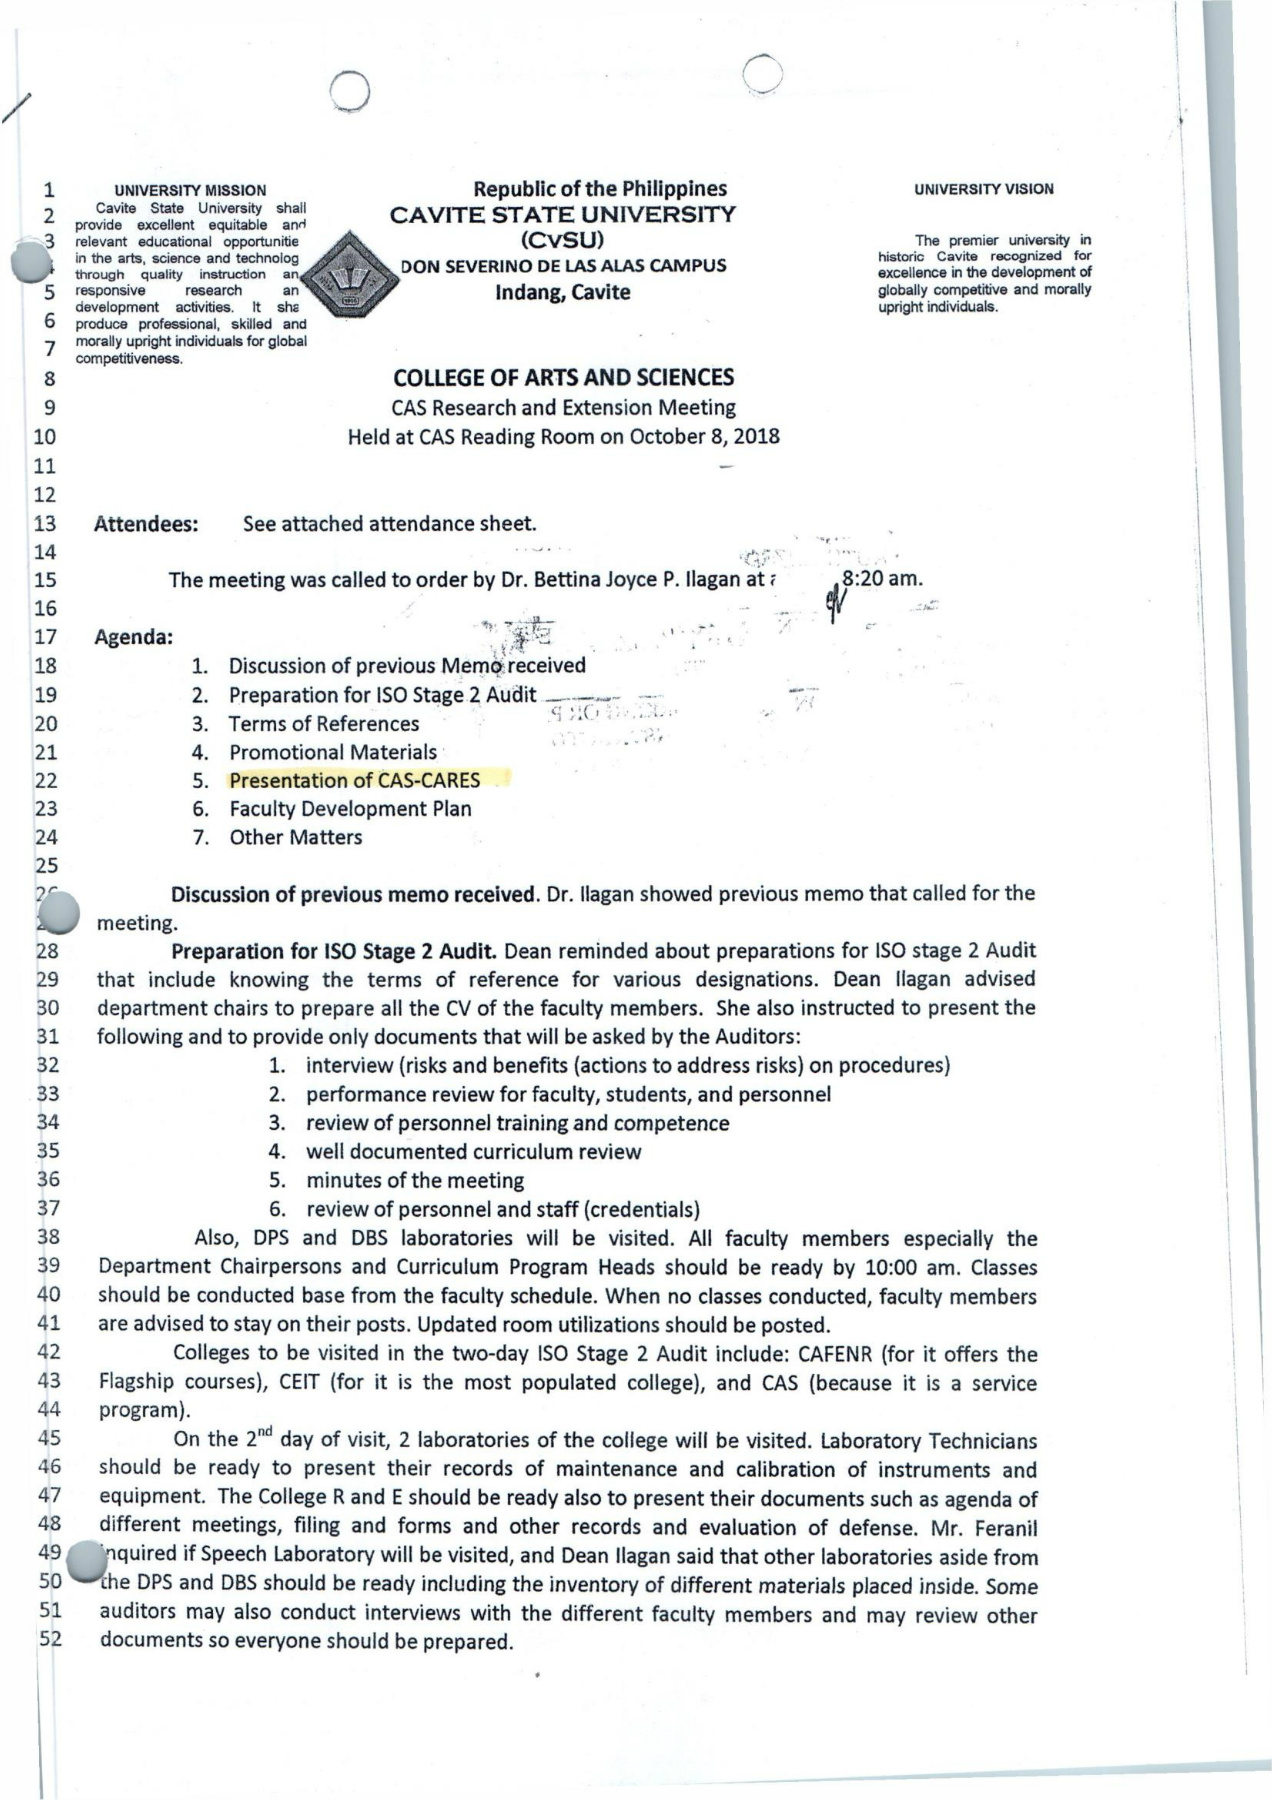 1
2
3
5
6
7
8
9
10
11
12
13
14
15
16
17
18
19
20
21
22
23
24
25
28
29
30
31
32
33
34
35
36
37
38
39
40
41
42
43
44
45
46
47
48
49
50
51
52
UNIVERSITY MISSION
Cavite State University shall
provide excellent equitable and
relevant educational opportunitie
in the arts, science and technolog
through quality instruction an
responsive research an
development activities. It sha
produce professional, skilled and
morally upright individuals for global
competitiveness.
Republic of the Philippines
CAVITE STATE UNIVERSITY
(CvSU)
DON SEVERINO DE LAS ALAS CAMPUS
Indang, Cavite
UNIVERSITY VISION
The premier university in
historic Cavite recognized for
excellence in the development of
globally competitive and morally
upright individuals.
COLLEGE OF ARTS AND SCIENCES
CAS Research and Extension Meeting
Held at CAS Reading Room on October 8, 2018
Attendees: See attached attendance sheet.
The meeting was called to order by Dr. Bettina Joyce P. Ilagan at 8:20 am.
Agenda:
1. Discussion of previous Memo received
2. Preparation for ISO Stage 2 Audit
3. Terms of References
4. Promotional Materials
5. Presentation of CAS-CARES
6. Faculty Development Plan
7. Other Matters
Discussion of previous memo received. Dr. Ilagan showed previous memo that called for the
meeting.
Preparation for ISO Stage 2 Audit. Dean reminded about preparations for ISO stage 2 Audit
that include knowing the terms of reference for various designations. Dean Ilagan advised
department chairs to prepare all the CV of the faculty members. She also instructed to present the
following and to provide only documents that will be asked by the Auditors:
1. interview (risks and benefits (actions to address risks) on procedures)
2. performance review for faculty, students, and personnel
3. review of personnel training and competence
4. well documented curriculum review
5. minutes of the meeting
6. review of personnel and staff (credentials)
Also, DPS and DBS laboratories will be visited. All faculty members especially the
Department Chairpersons and Curriculum Program Heads should be ready by 10:00 am. Classes
should be conducted base from the faculty schedule. When no classes conducted, faculty members
are advised to stay on their posts. Updated room utilizations should be posted.
Colleges to be visited in the two-day ISO Stage 2 Audit include: CAFENR (for it offers the
Flagship courses), CEIT (for it is the most populated college), and CAS (because it is a service
program).
On the 2nd day of visit, 2 laboratories of the college will be visited. Laboratory Technicians
should be ready to present their records of maintenance and calibration of instruments and
equipment. The College R and E should be ready also to present their documents such as agenda of
different meetings, filing and forms and other records and evaluation of defense. Mr. Feranil
inquired if Speech Laboratory will be visited, and Dean Ilagan said that other laboratories aside from
the DPS and DBS should be ready including the inventory of different materials placed inside. Some
auditors may also conduct interviews with the different faculty members and may review other
documents so everyone should be prepared.